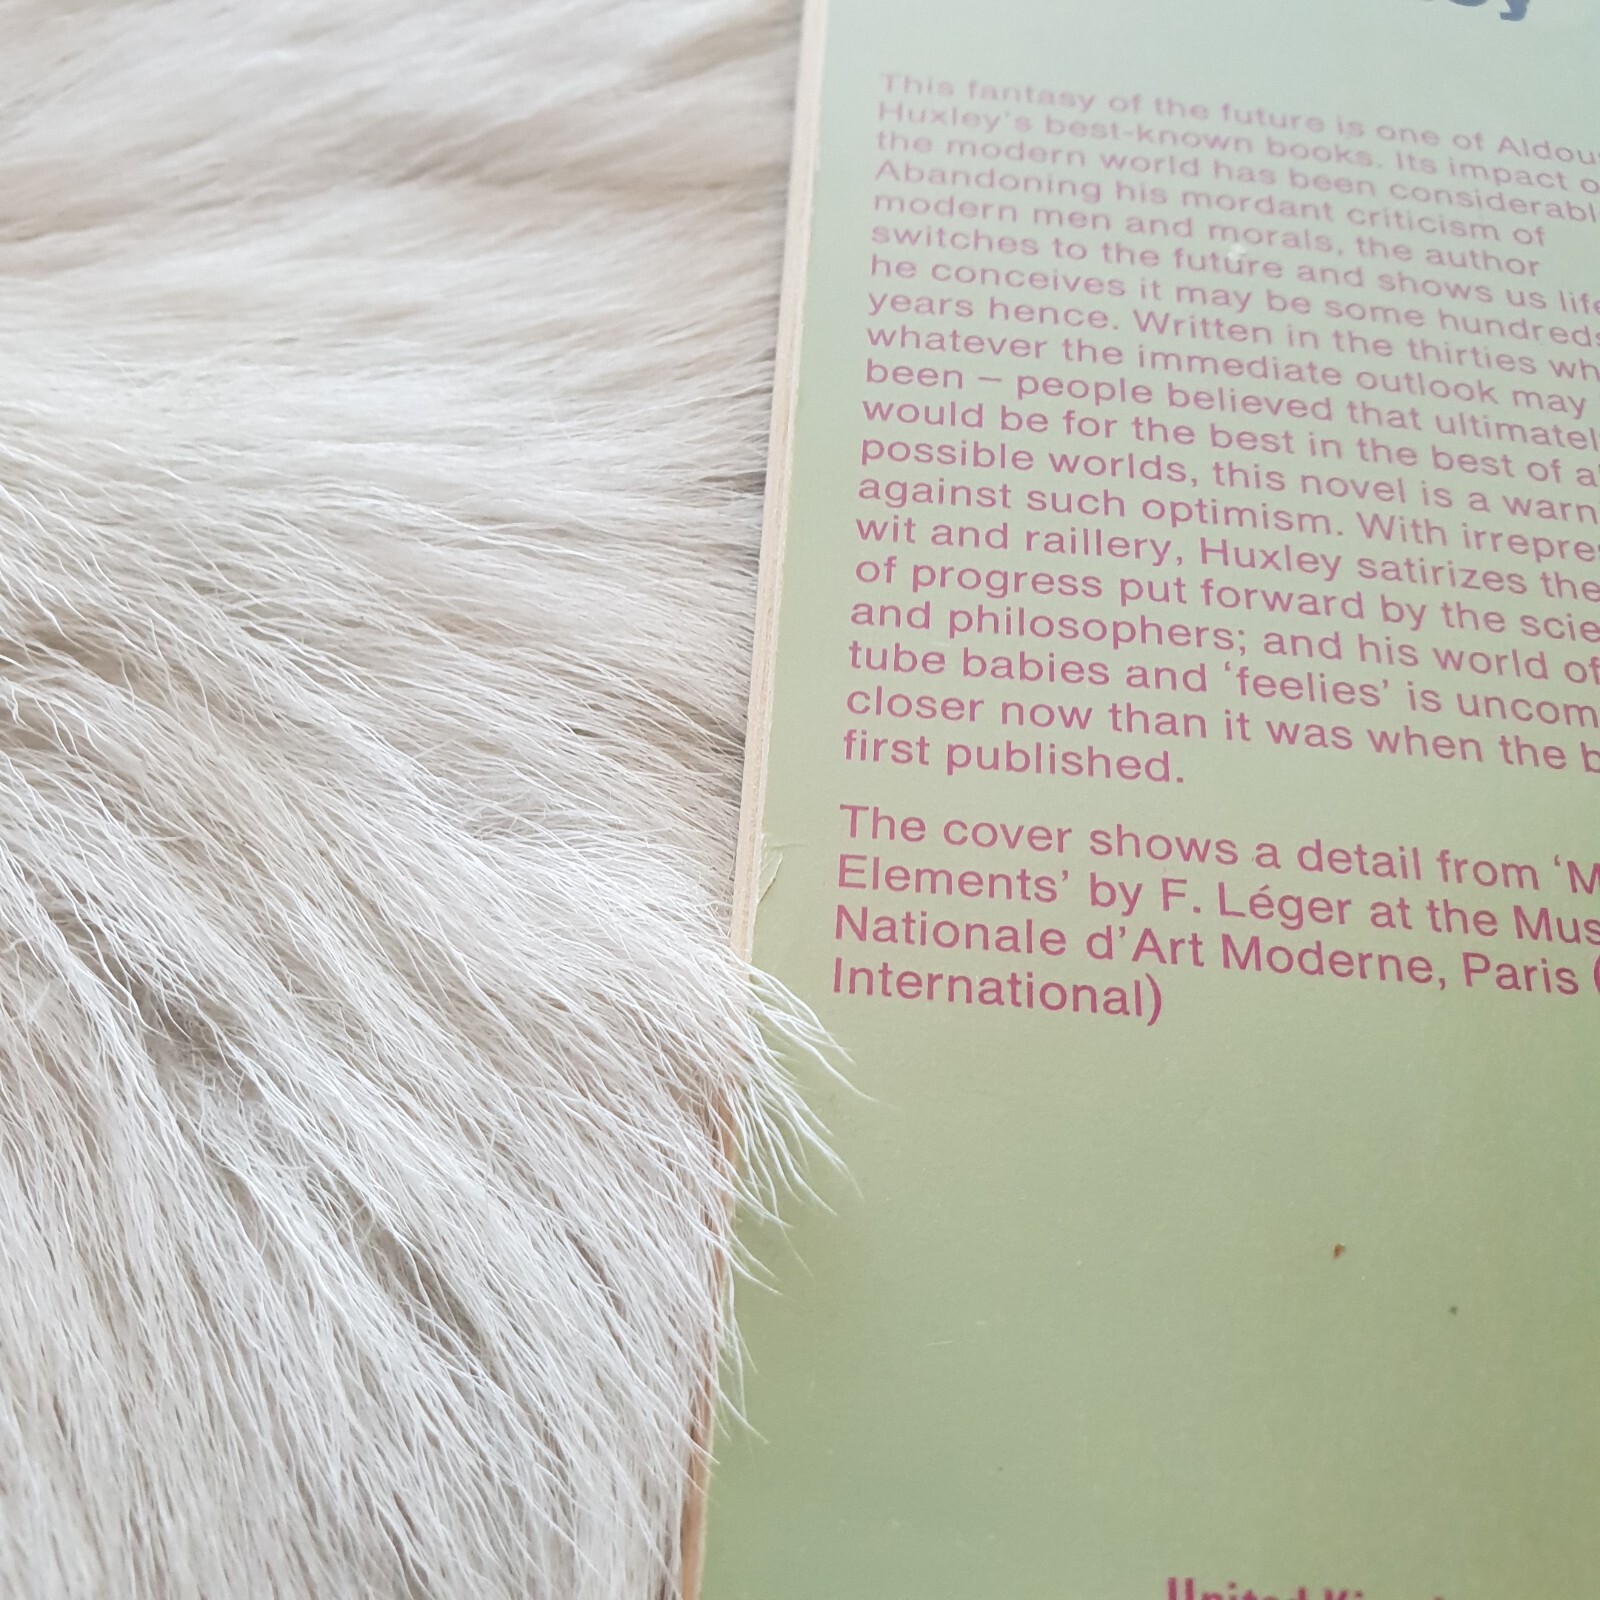 This fantasy of the future is one of Aldou
Huxley's best-known books. Its impact o
the modern world has been considerabl
Abandoning his mordant criticism of
modern men and morals, the author
switches to the future and shows us life
he conceives it may be some hundreds
years hence. Written in the thirties wh
whatever the immediate outlook may
been – people believed that ultimatel
would be for the best in the best of a
possible worlds, this novel is a warn
against such optimism. With irrepre
wit and raillery, Huxley satirizes the
of progress put forward by the scie
and philosophers; and his world of
tube babies and ‘feelies’ is uncom
closer now than it was when the b
first published.
The cover shows a detail from ‘M
Elements’ by F. Léger at the Mus
Nationale d’Art Moderne, Paris (
International)
United